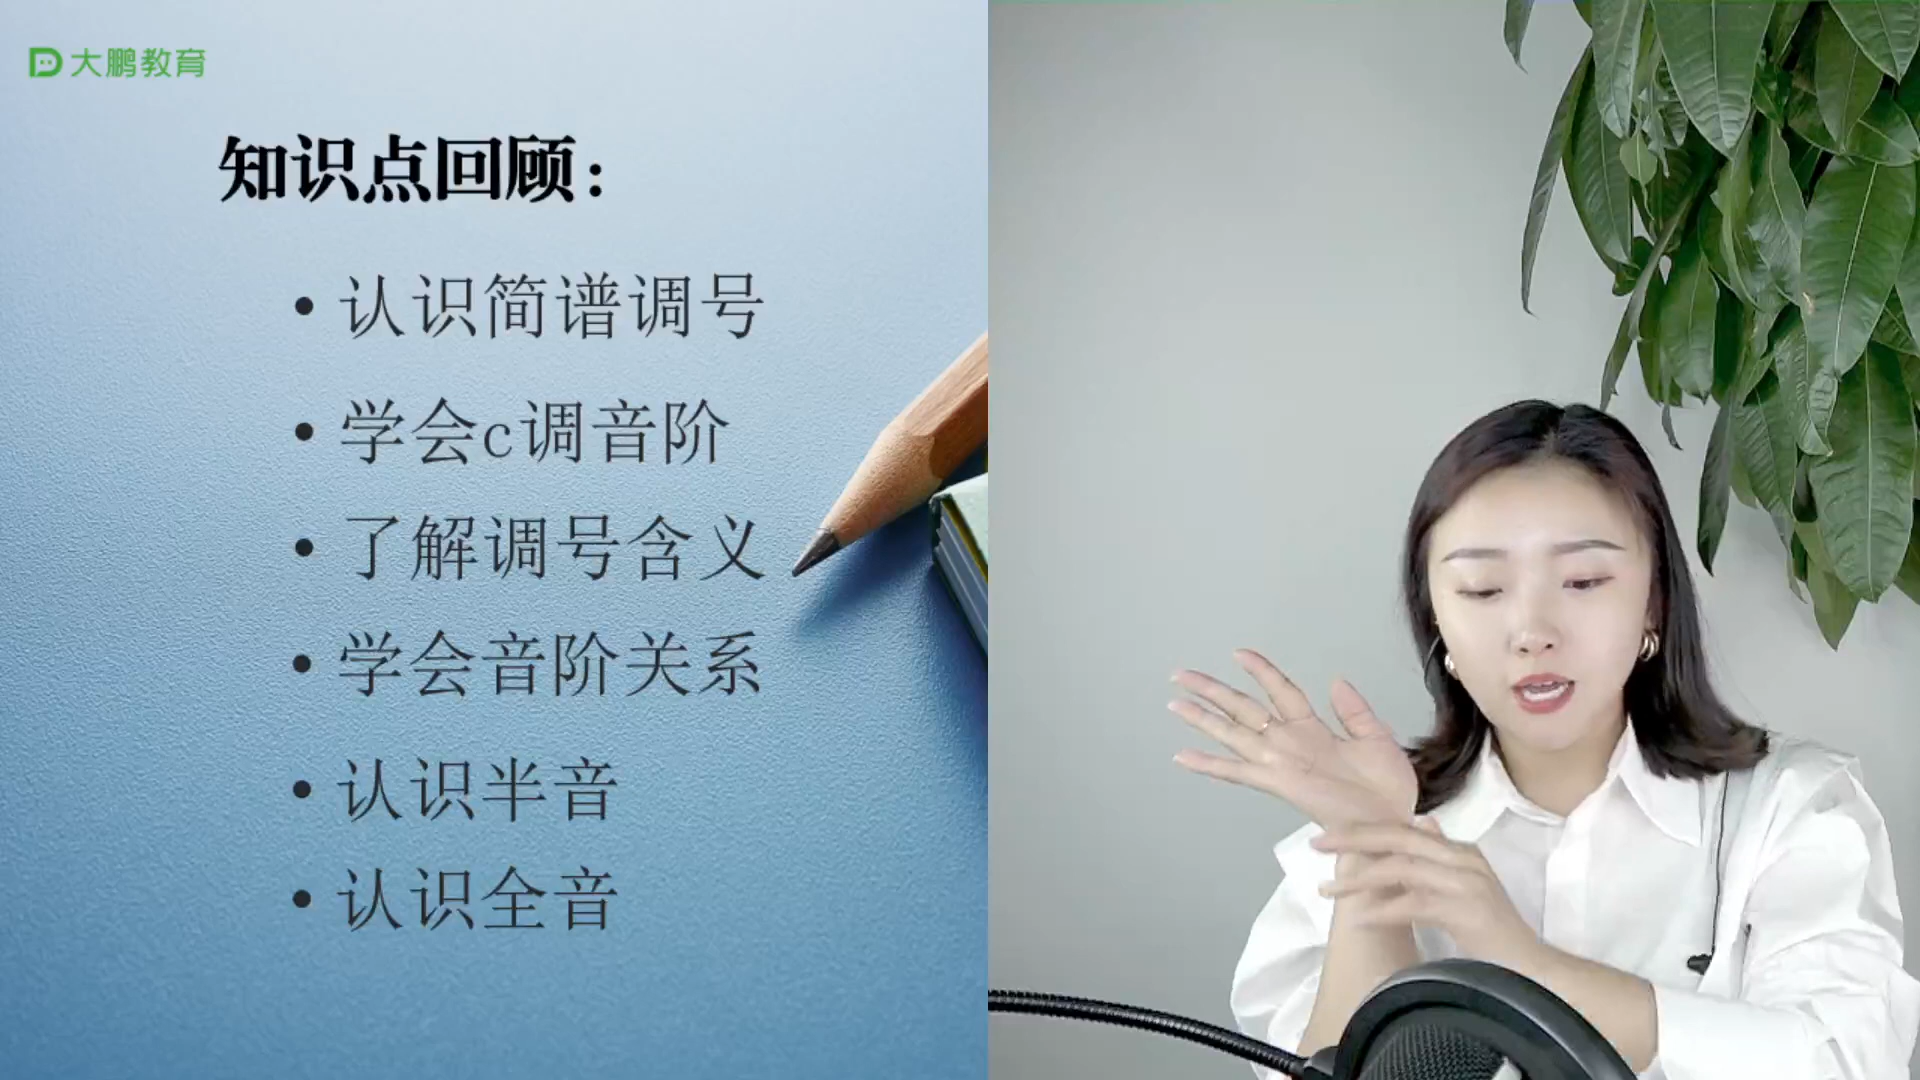 大鹏教育
知识点回顾：
• 认识简谱调号
• 学会c调音阶
• 了解调号含义
• 学会音阶关系
• 认识半音
• 认识全音